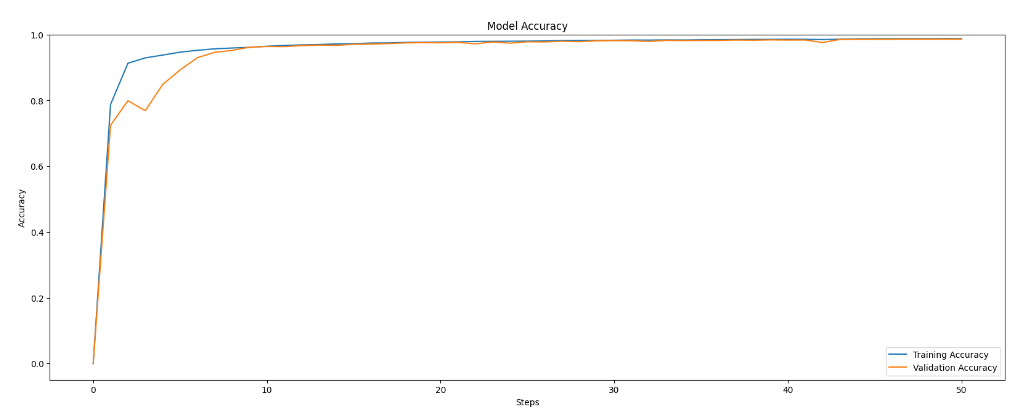 Model Accuracy
1.0
0.8
0.6
0.4
0.2
0.0
Accuracy
0 10 20 30 40 50
Steps
Training Accuracy
Validation Accuracy